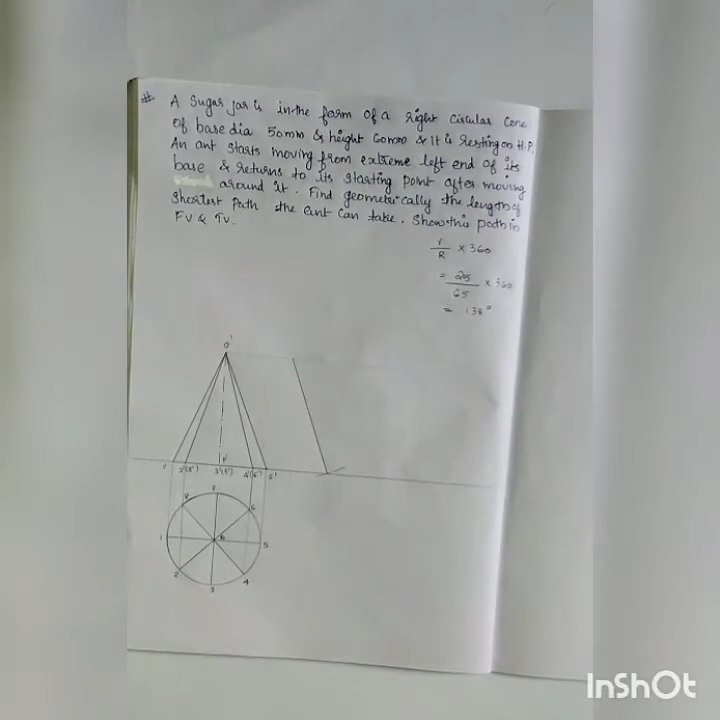 # A Sugar jar is in the form of a right circular cone
of base dia 50mm & height 60mm & It is resting on H.P.
An ant starts moving from extreme left end of its
base & returns to its starting point after moving
around it. Find geometrically the length of
shortest path the ant can take. Show this path in
FV & TV.
r/R × 360
= 25/65 × 360
= 138°
o'
1' 2'(8') 3'(7') 4'(6') 5'
7
8 6
1 5
2 4
3
InShOt